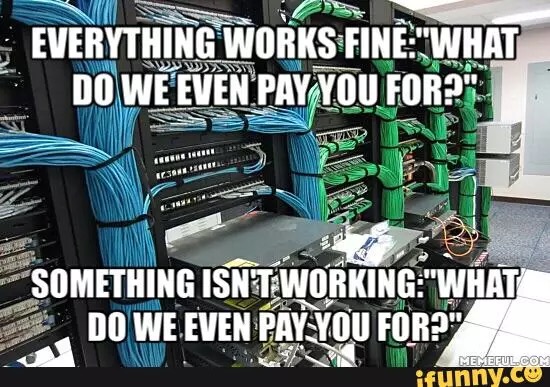 EVERYTHING WORKS FINE:"WHAT
DO WE EVEN PAY YOU FOR?"
SOMETHING ISN'T WORKING:"WHAT
DO WE EVEN PAY YOU FOR?"
MEMEFUL.COM
ifunny.co